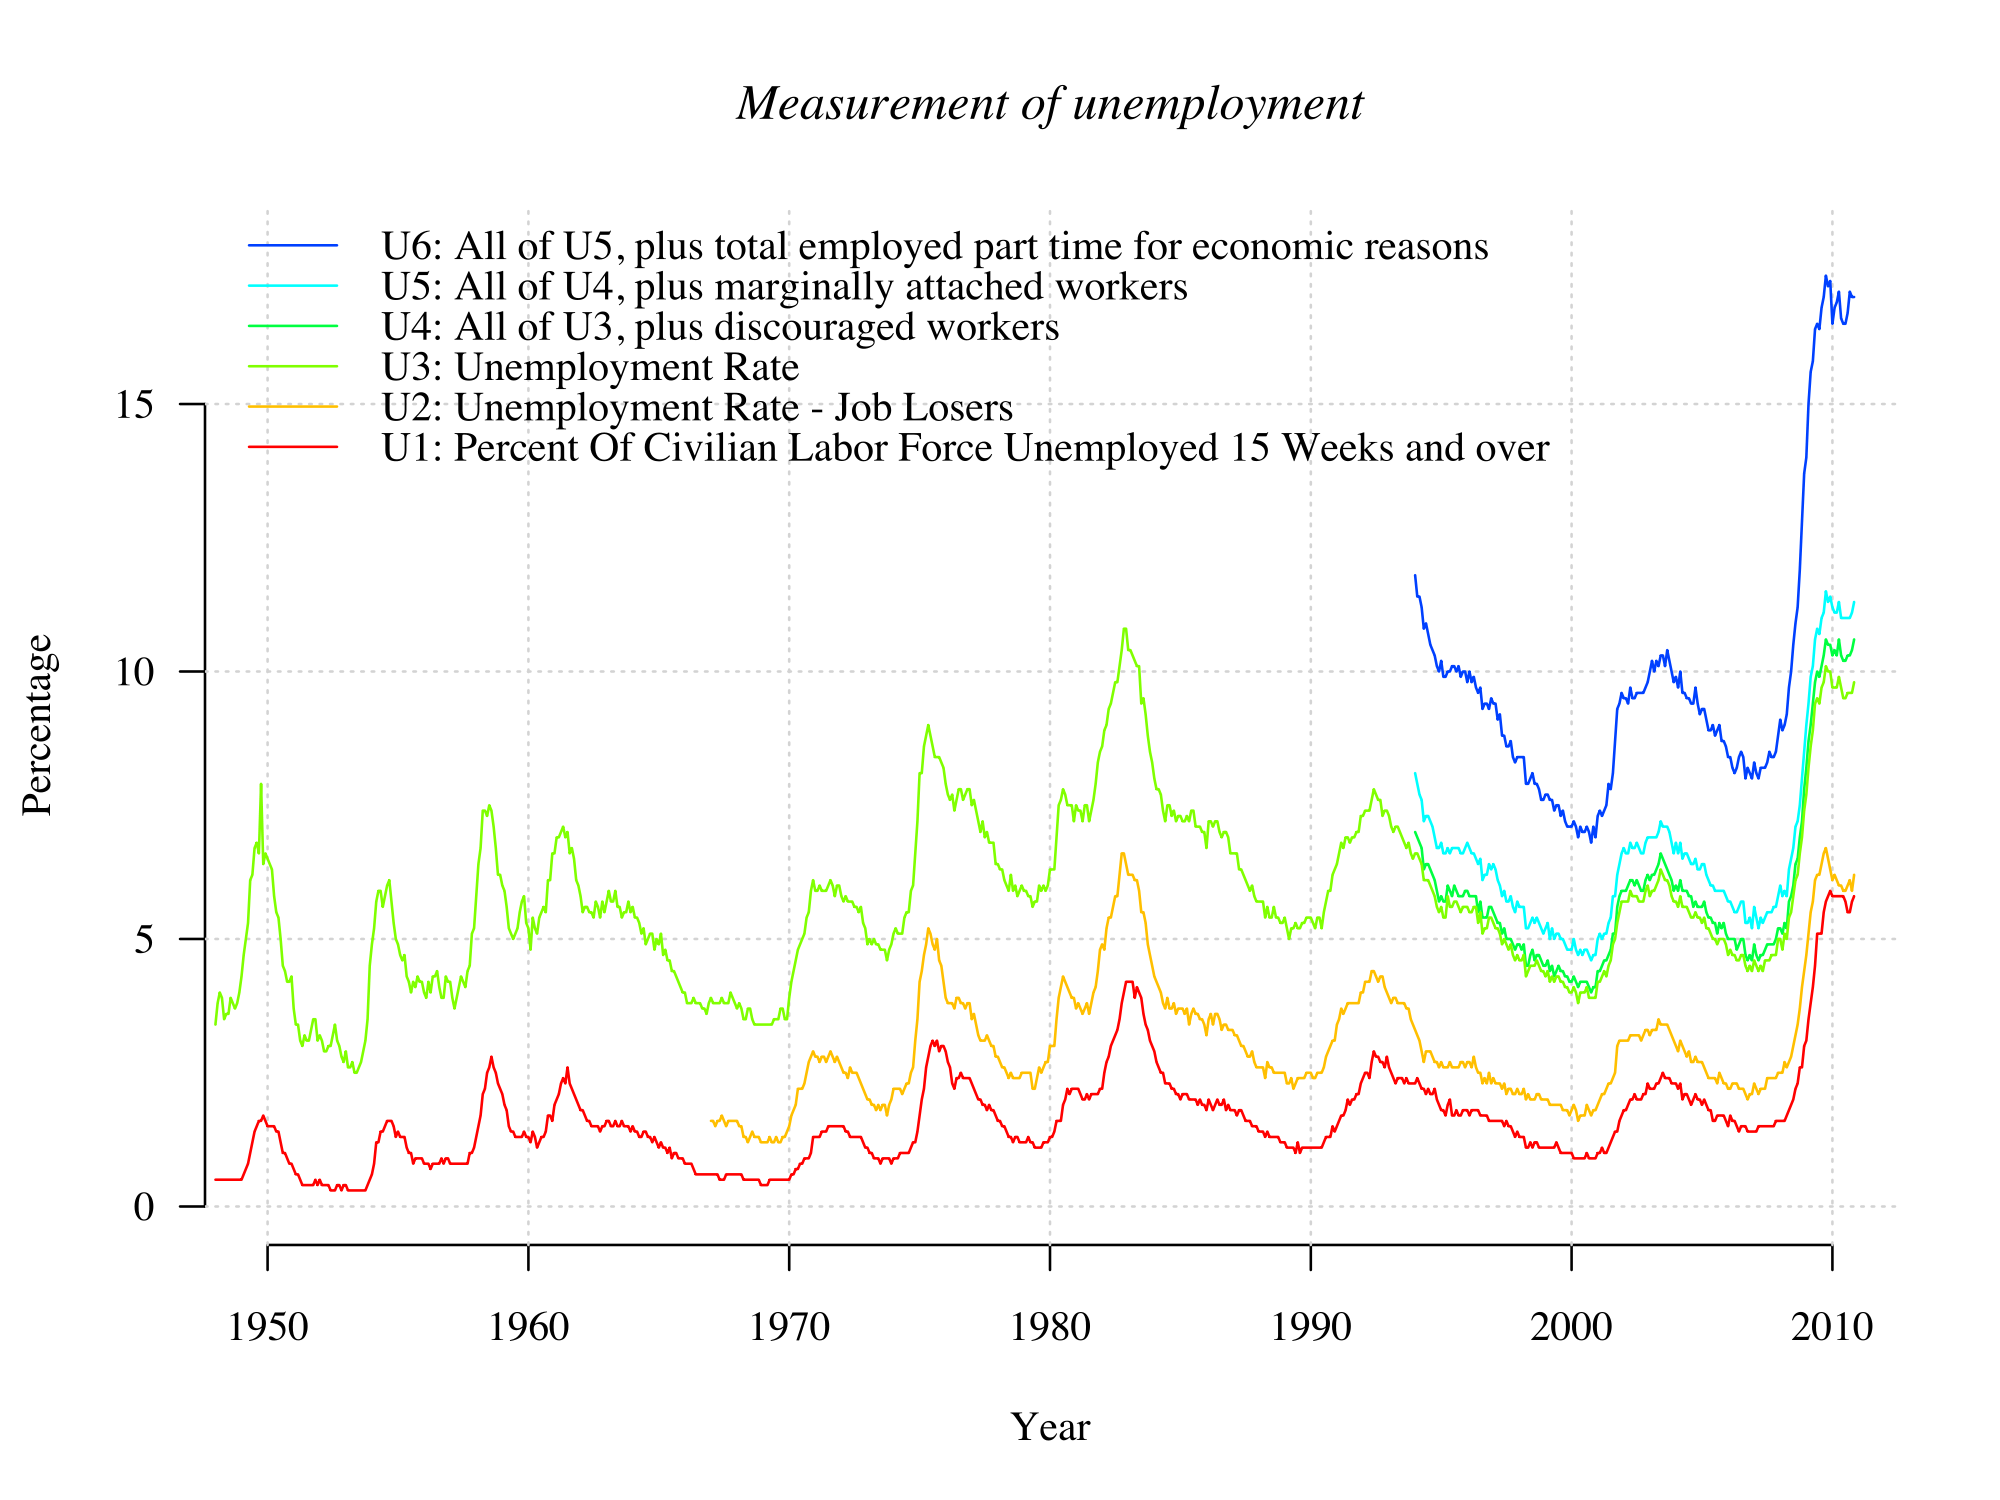 Measurement of unemployment
U6: All of U5, plus total employed part time for economic reasons
U5: All of U4, plus marginally attached workers
U4: All of U3, plus discouraged workers
U3: Unemployment Rate
U2: Unemployment Rate - Job Losers
U1: Percent Of Civilian Labor Force Unemployed 15 Weeks and over
15
10
5
0
Percentage
1950 1960 1970 1980 1990 2000 2010
Year